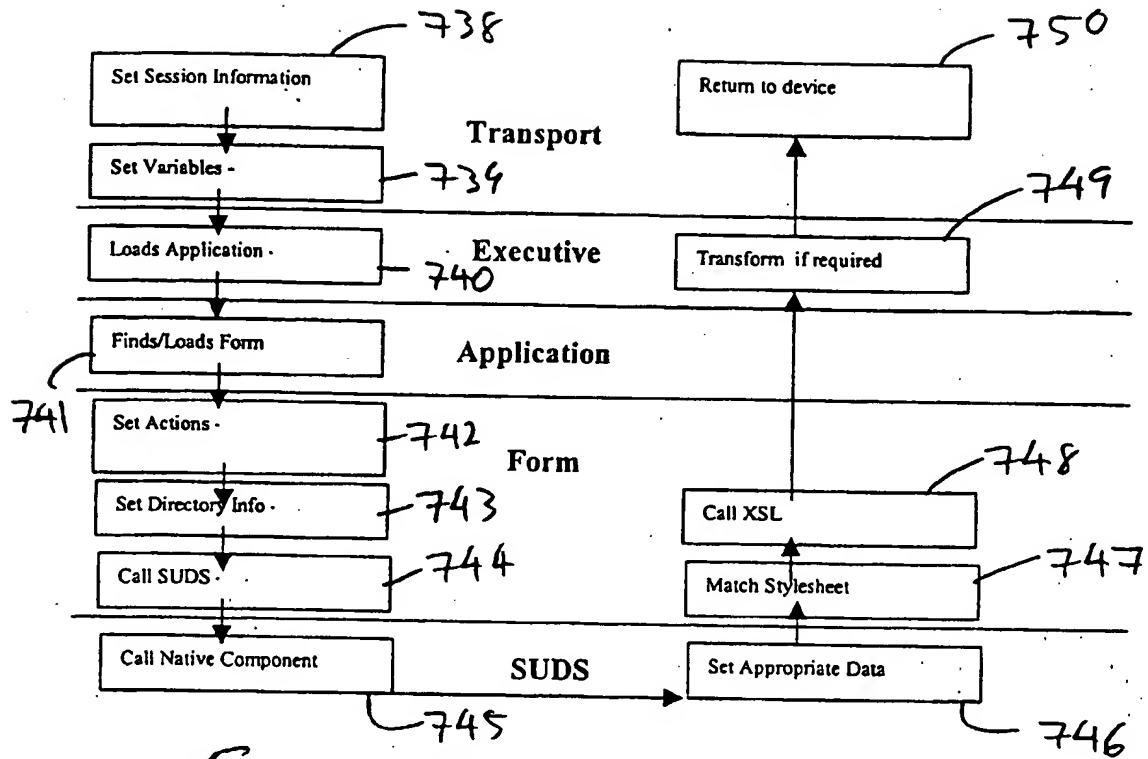 738
750
Set Session Information
Return to device
Transport
Set Variables -
739
749
Loads Application -
Executive
Transform if required
740
Finds/Loads Form
Application
741
Set Actions -
742
Form
748
Set Directory Info -
743
Call XSL
744
747
Call SUDS -
Match Stylesheet
Call Native Component
SUDS
Set Appropriate Data
745
746